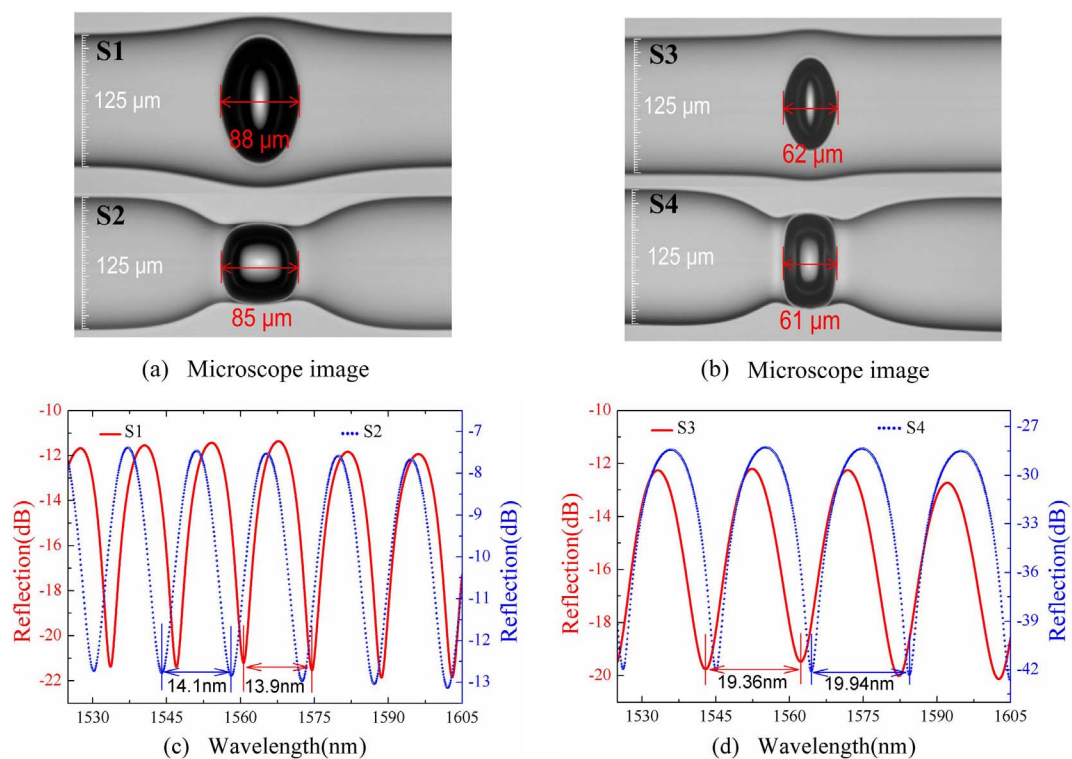 S1
125 µm
88 µm
S2
125 µm
85 µm
(a) Microscope image
S3
125 µm
62 µm
S4
125 µm
61 µm
(b) Microscope image
S1
S2
-10
-12
-14
-16
-18
-20
-22
Reflection(dB)
-7
-8
-9
-10
-11
-12
-13
Reflection(dB)
14.1nm
13.9nm
1530 1545 1560 1575 1590 1605
(c) Wavelength(nm)
S3
S4
-10
-12
-14
-16
-18
-20
Reflection(dB)
-27
-30
-33
-36
-39
-42
Reflection(dB)
19.36nm
19.94nm
1530 1545 1560 1575 1590 1605
(d) Wavelength(nm)